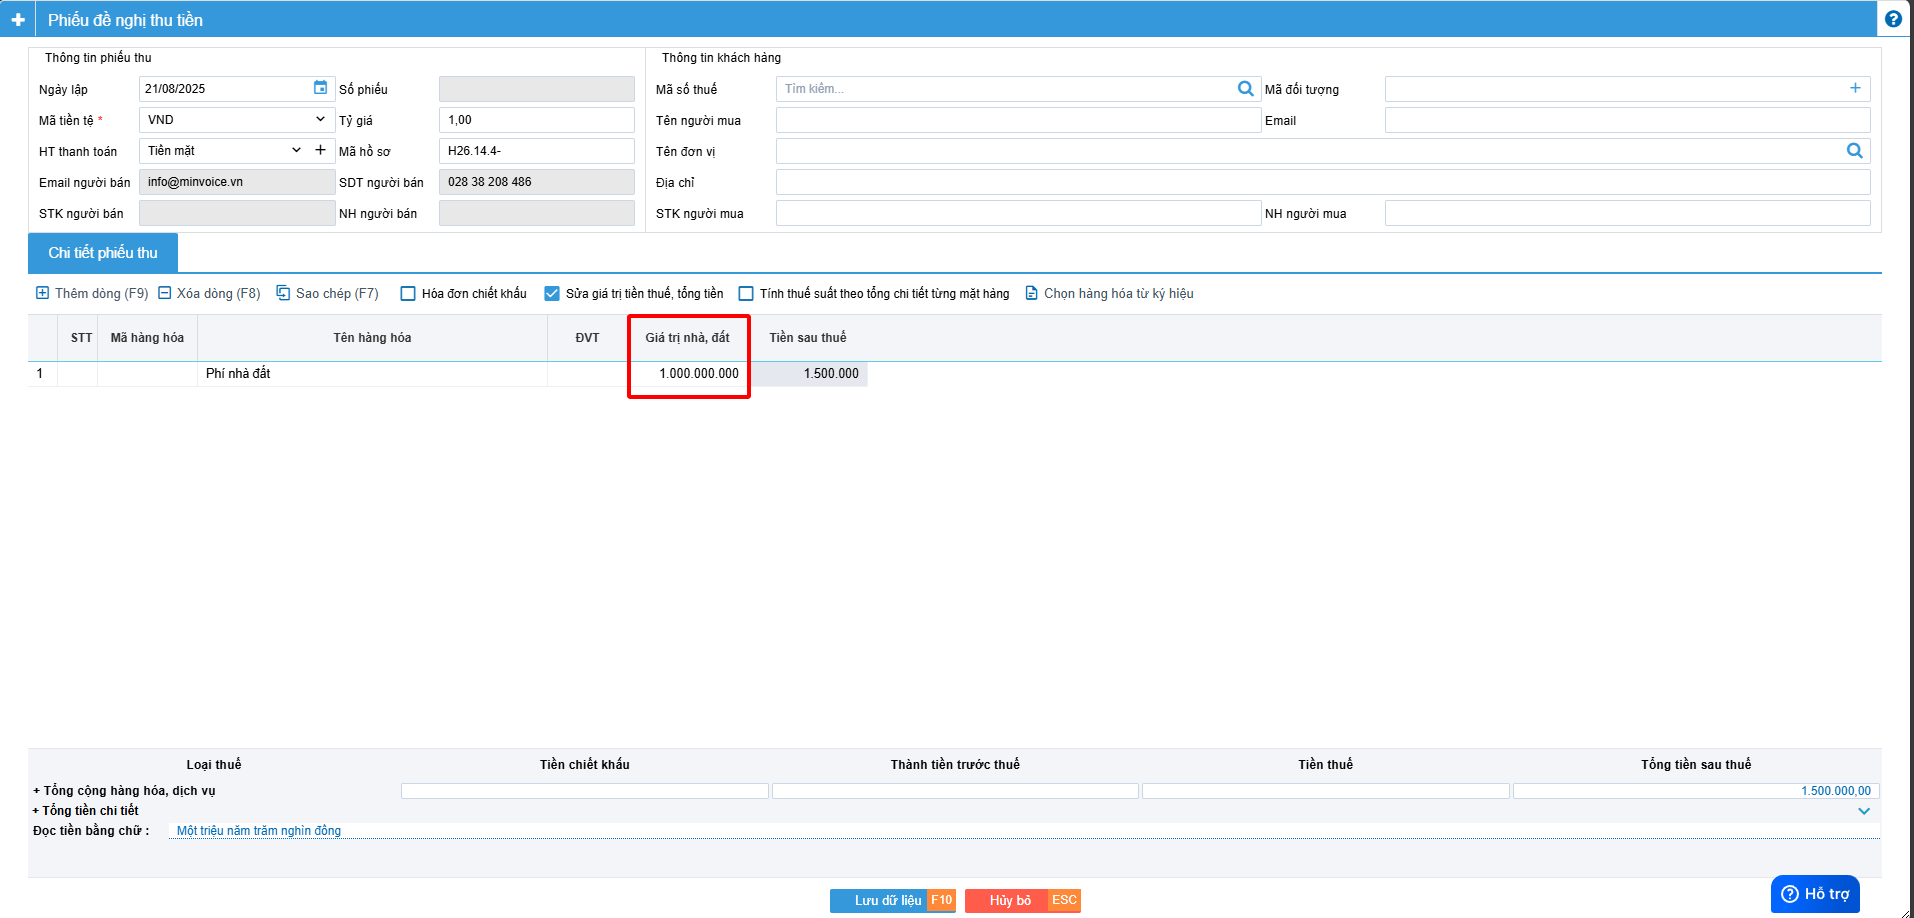 Phiếu đề nghị thu tiền
Thông tin phiếu thu
Ngày lập 21/08/2025 Số phiếu
Mã tiền tệ * VND Tỷ giá 1,00
HT thanh toán Tiền mặt Mã hồ sơ H26.14.4-
Email người bán info@minvoice.vn SDT người bán 028 38 208 486
STK người bán NH người bán
Thông tin khách hàng
Mã số thuế Tìm kiếm... Mã đối tượng
Tên người mua Email
Tên đơn vị
Địa chỉ
STK người mua NH người mua
Chi tiết phiếu thu
Thêm dòng (F9) Xóa dòng (F8) Sao chép (F7) Hóa đơn chiết khấu Sửa giá trị tiền thuế, tổng tiền Tính thuế suất theo tổng chi tiết từng mặt hàng Chọn hàng hóa từ ký hiệu
STT Mã hàng hóa Tên hàng hóa ĐVT Giá trị nhà, đất Tiền sau thuế
1 Phí nhà đất 1.000.000.000 1.500.000
Loại thuế Tiền chiết khấu Thành tiền trước thuế Tiền thuế Tổng tiền sau thuế
+ Tổng cộng hàng hóa, dịch vụ 1.500.000,00
+ Tổng tiền chi tiết
Đọc tiền bằng chữ : Một triệu năm trăm nghìn đồng
Lưu dữ liệu F10 Hủy bỏ ESC
Hỗ trợ